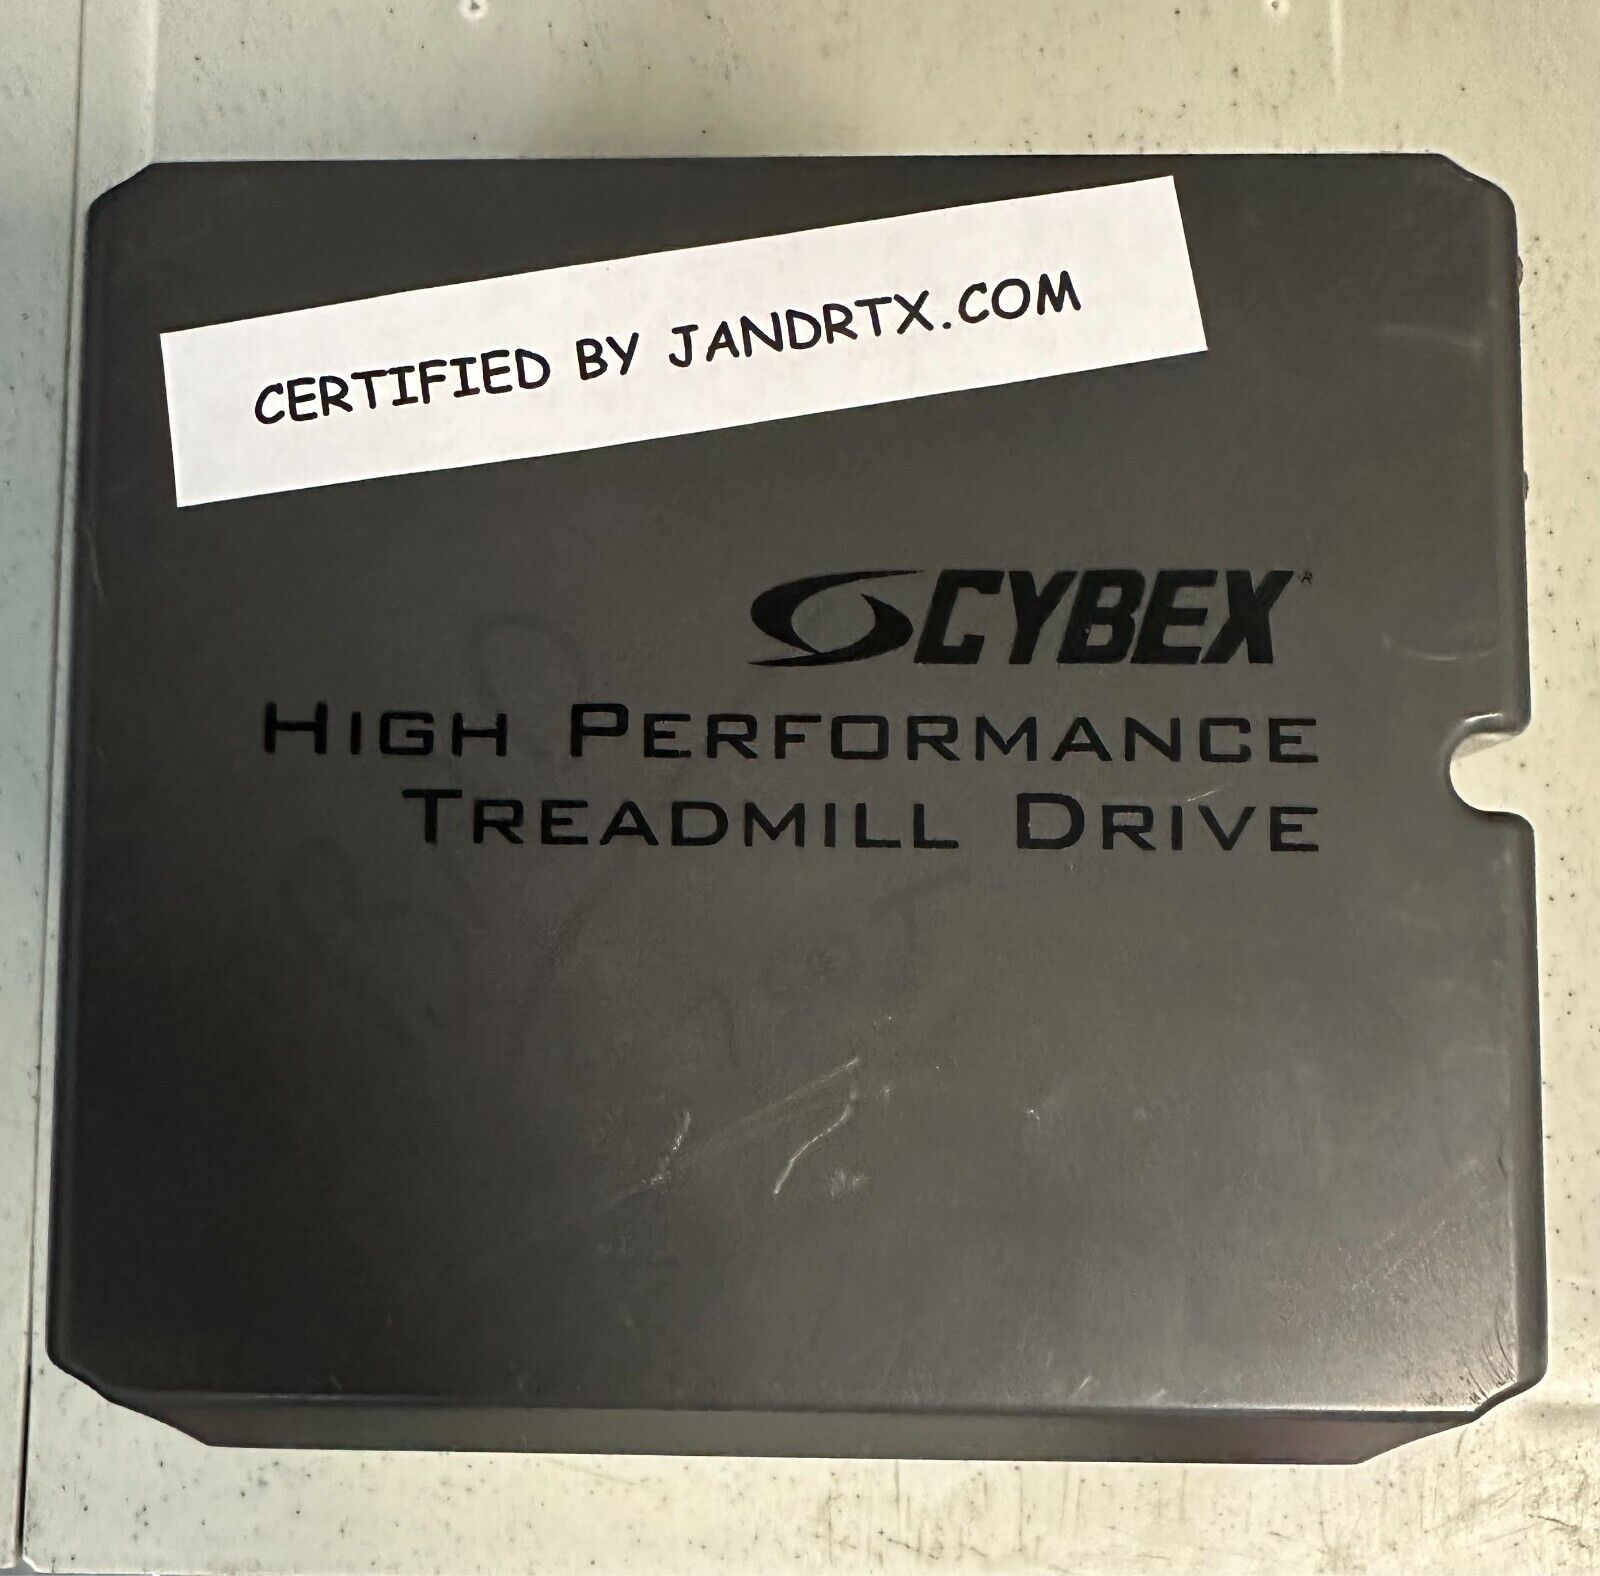 CERTIFIED BY JANDRTX.COM
CYBEX®
HIGH PERFORMANCE
TREADMILL DRIVE